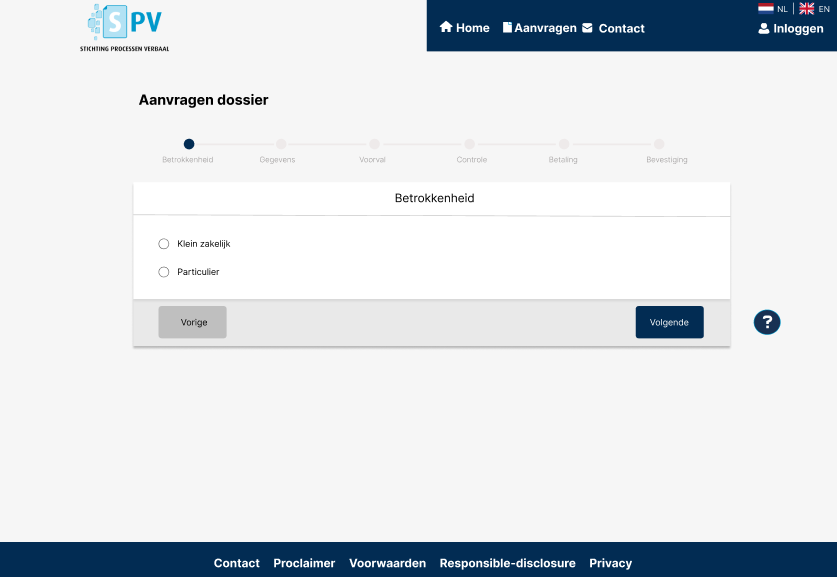 SPV
STICHTING PROCESSEN VERBAAL
NL | EN
Home Aanvragen Contact Inloggen
Aanvragen dossier
Betrokkenheid Gegevens Voorval Controle Betaling Bevestiging
Betrokkenheid
Klein zakelijk
Particulier
Vorige Volgende
?
Contact Proclaimer Voorwaarden Responsible-disclosure Privacy